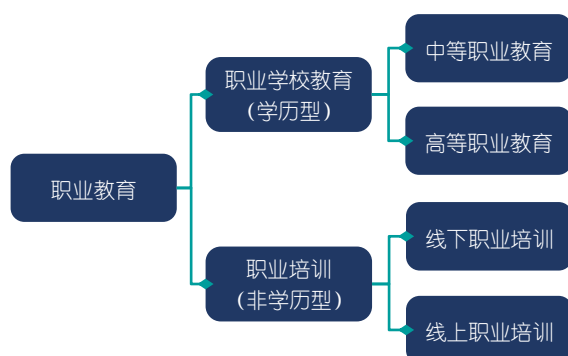 中等职业教育
职业学校教育
(学历型)
高等职业教育
职业教育
线下职业培训
职业培训
(非学历型)
线上职业培训